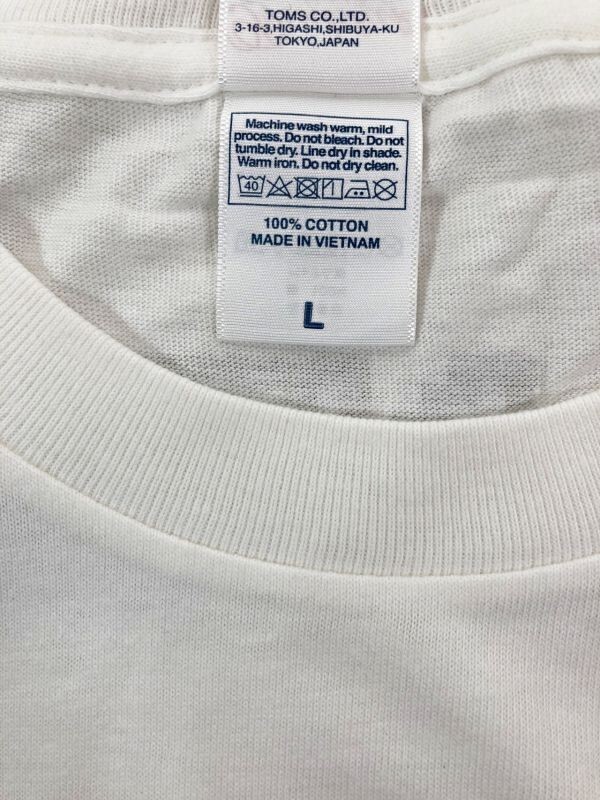 TOMS CO.,LTD.
3-16-3,HIGASHI,SHIBUYA-KU
TOKYO,JAPAN
Machine wash warm, mild
process. Do not bleach. Do not
tumble dry. Line dry in shade.
Warm iron. Do not dry clean.
40
100% COTTON
MADE IN VIETNAM
L